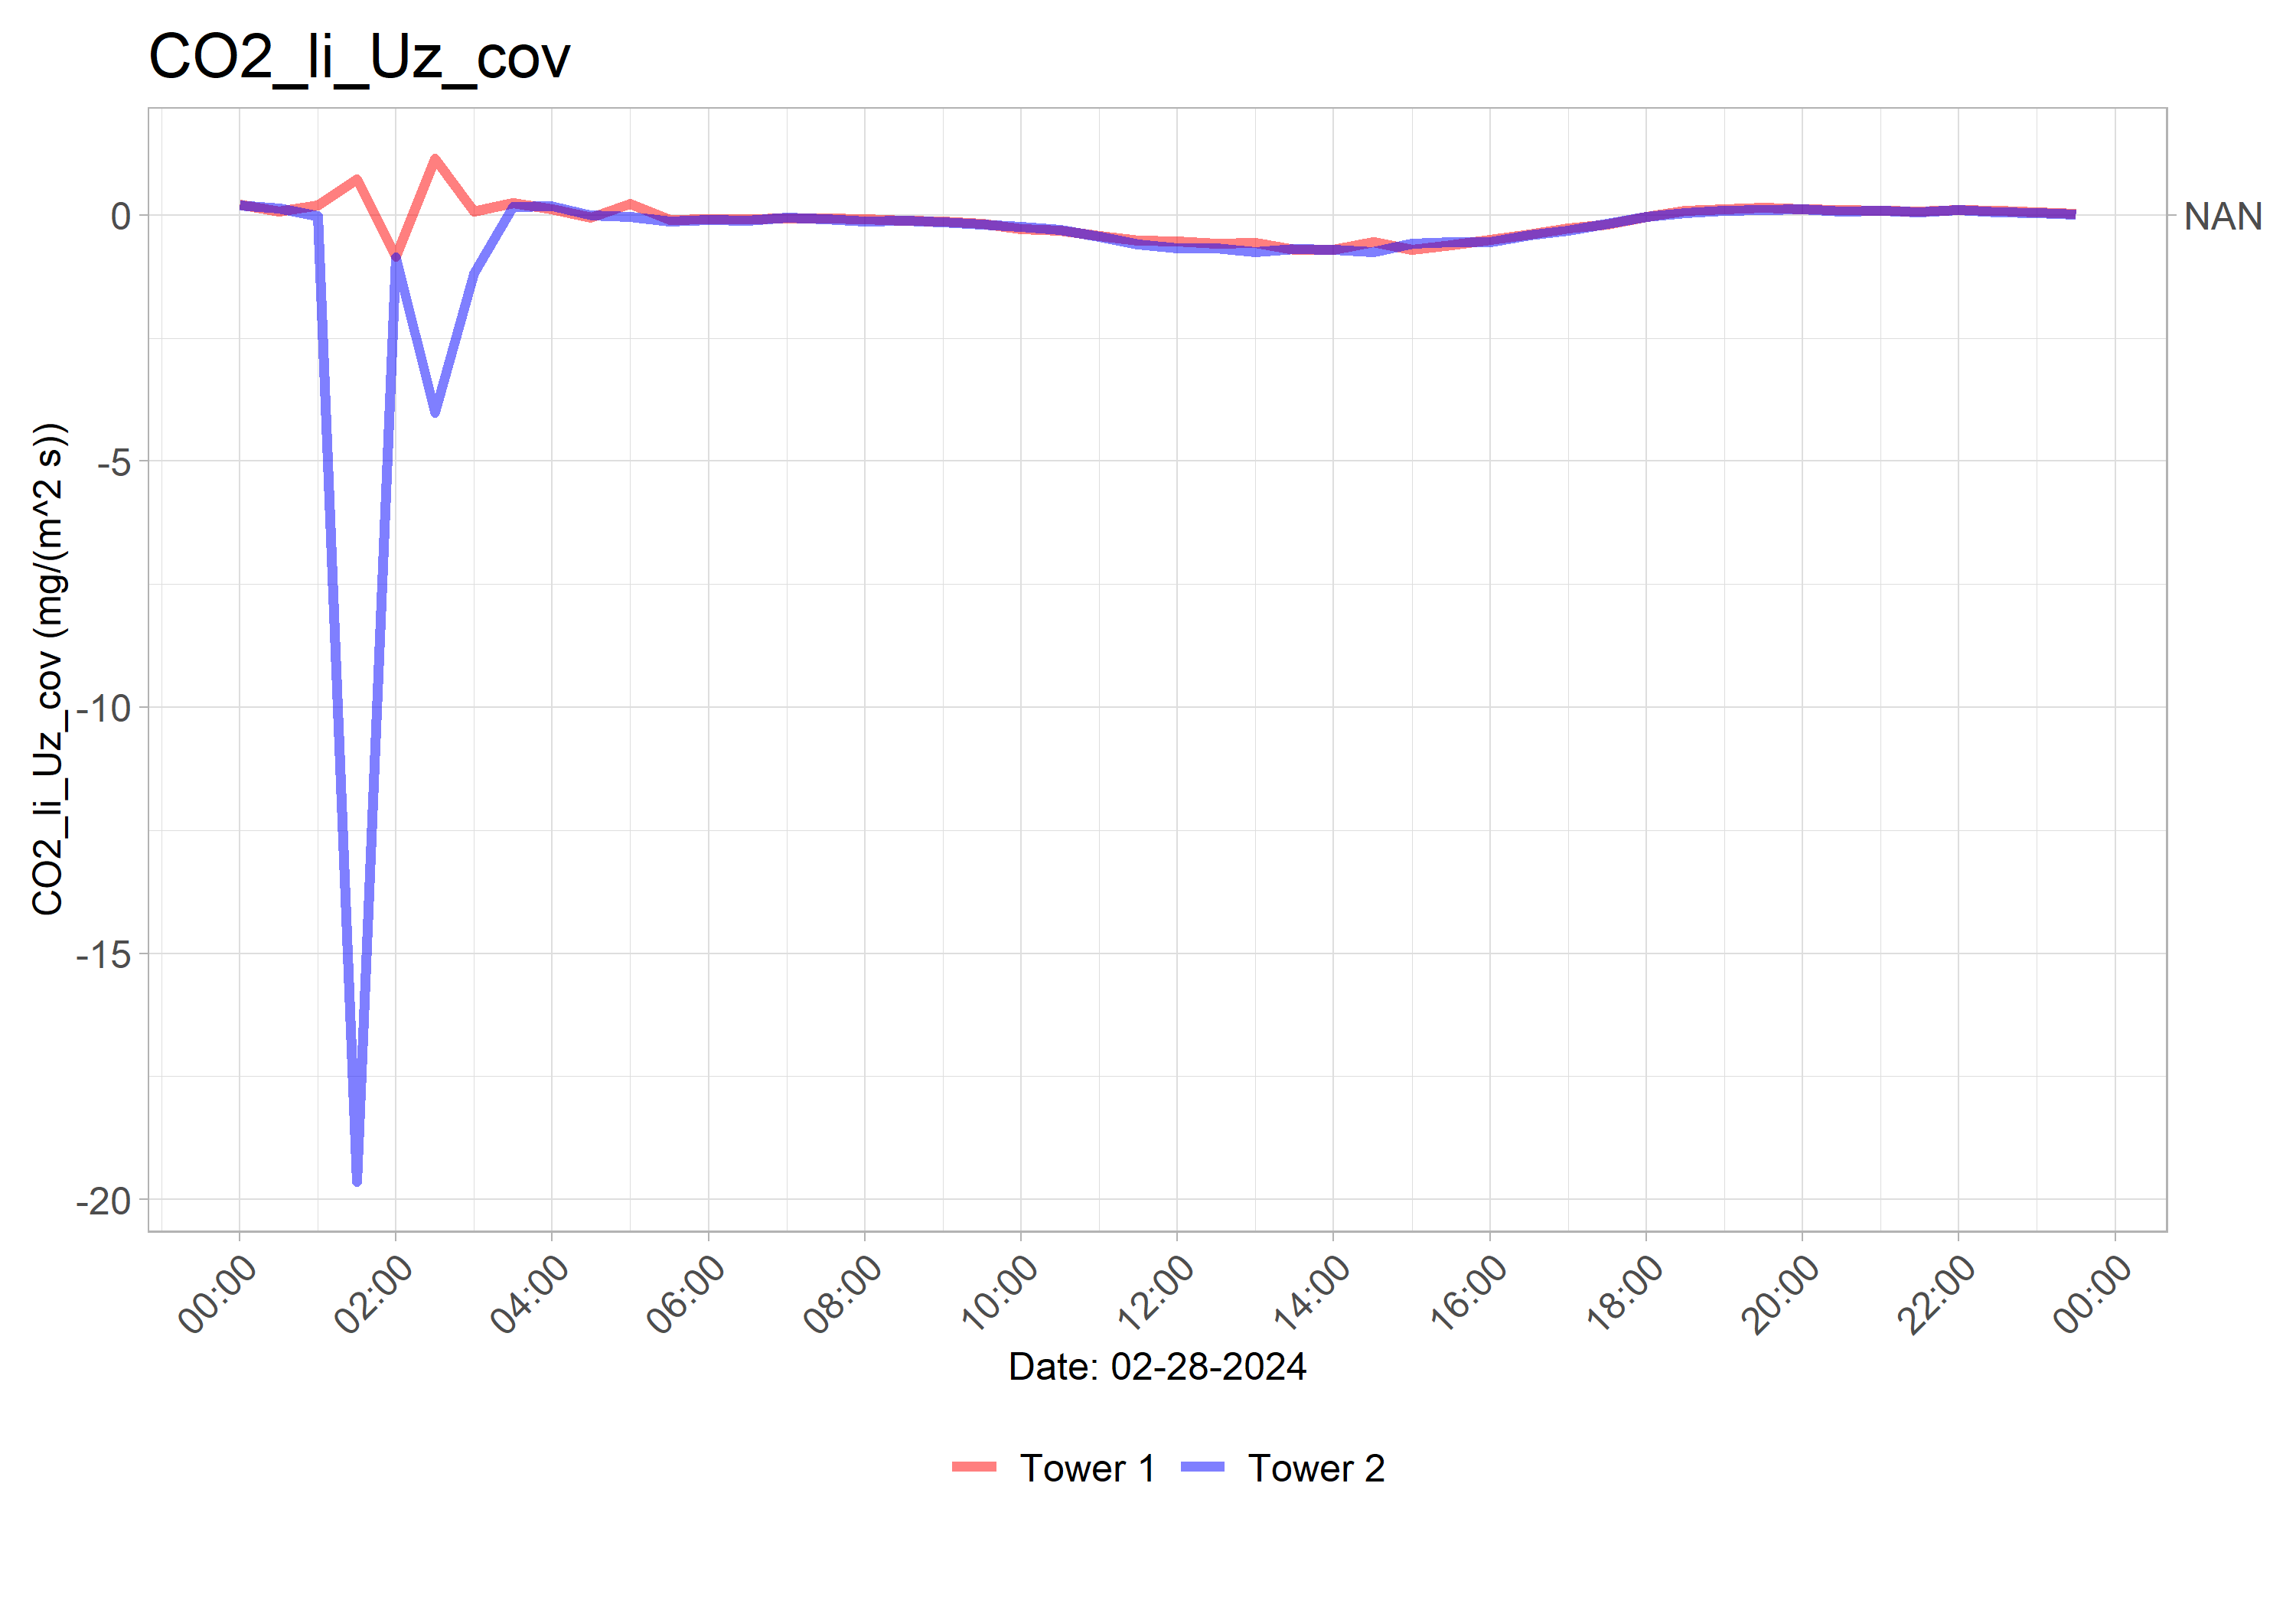 CO2_li_Uz_cov
CO2_li_Uz_cov (mg/(m^2 s))
0
-5
-10
-15
-20
NAN
00:00 02:00 04:00 06:00 08:00 10:00 12:00 14:00 16:00 18:00 20:00 22:00 00:00
Date: 02-28-2024
Tower 1 Tower 2